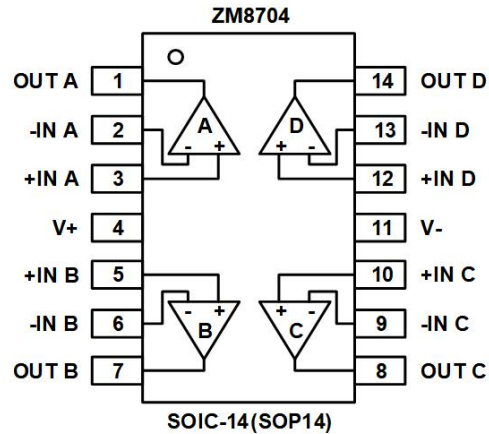 ZM8704
OUT A 1 14 OUT D
-IN A 2 A D 13 -IN D
- + + -
+IN A 3 12 +IN D
V+ 4 11 V-
+IN B 5 10 +IN C
- + + -
-IN B 6 B C 9 -IN C
OUT B 7 8 OUT C
SOIC-14(SOP14)